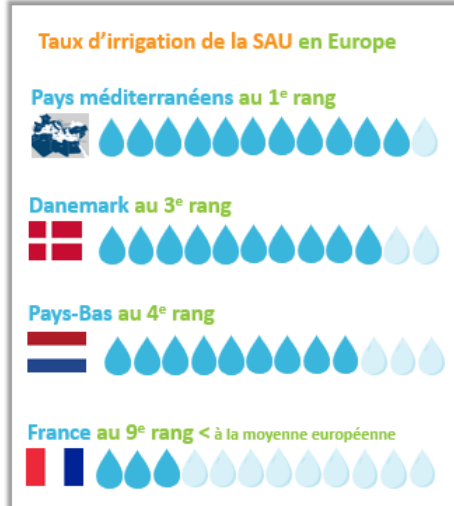 Taux d’irrigation de la SAU en Europe
Pays méditerranéens au 1e rang
Danemark au 3e rang
Pays-Bas au 4e rang
France au 9e rang < à la moyenne européenne